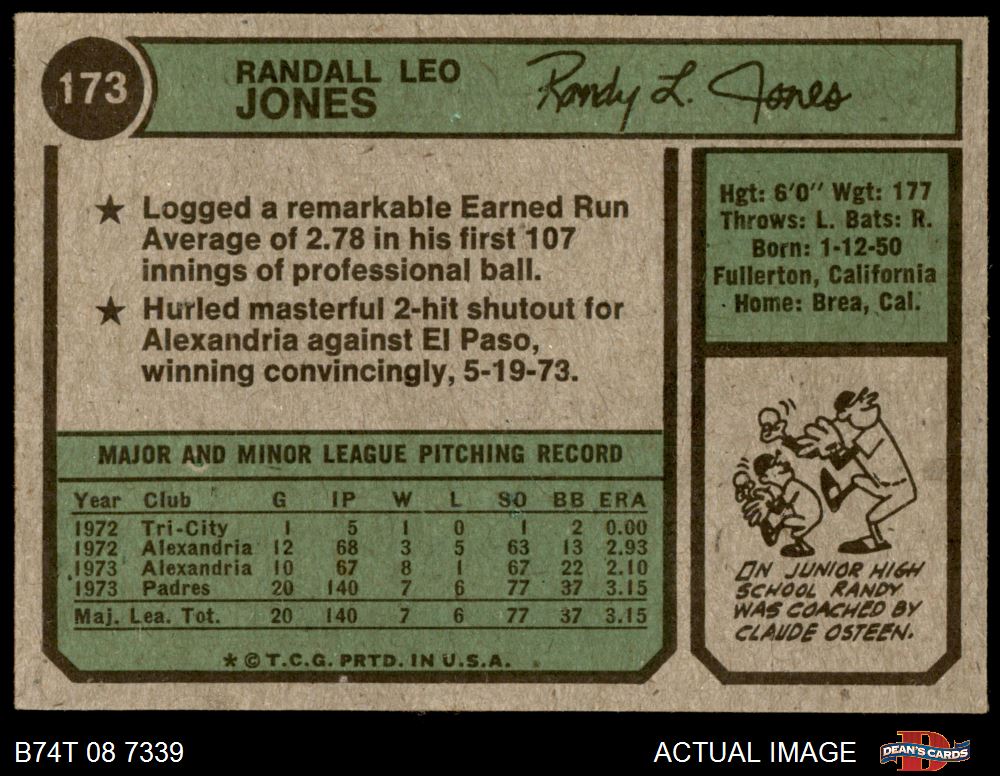 173
RANDALL LEO
JONES
Randy L. Jones
★ Logged a remarkable Earned Run
Average of 2.78 in his first 107
innings of professional ball.
★ Hurled masterful 2-hit shutout for
Alexandria against El Paso,
winning convincingly, 5-19-73.
Hgt: 6'0" Wgt: 177
Throws: L. Bats: R.
Born: 1-12-50
Fullerton, California
Home: Brea, Cal.
MAJOR AND MINOR LEAGUE PITCHING RECORD
Year Club G IP W L SO BB ERA
1972 Tri-City 1 5 1 0 1 2 0.00
1972 Alexandria 12 68 3 5 63 13 2.93
1973 Alexandria 10 67 8 1 67 22 2.10
1973 Padres 20 140 7 6 77 37 3.15
Maj. Lea. Tot. 20 140 7 6 77 37 3.15
* © T.C.G. PRTD. IN U.S.A.
IN JUNIOR HIGH
SCHOOL RANDY
WAS COACHED BY
CLAUDE OSTEEN.
B74T 08 7339
ACTUAL IMAGE
D
DEAN'S CARDS